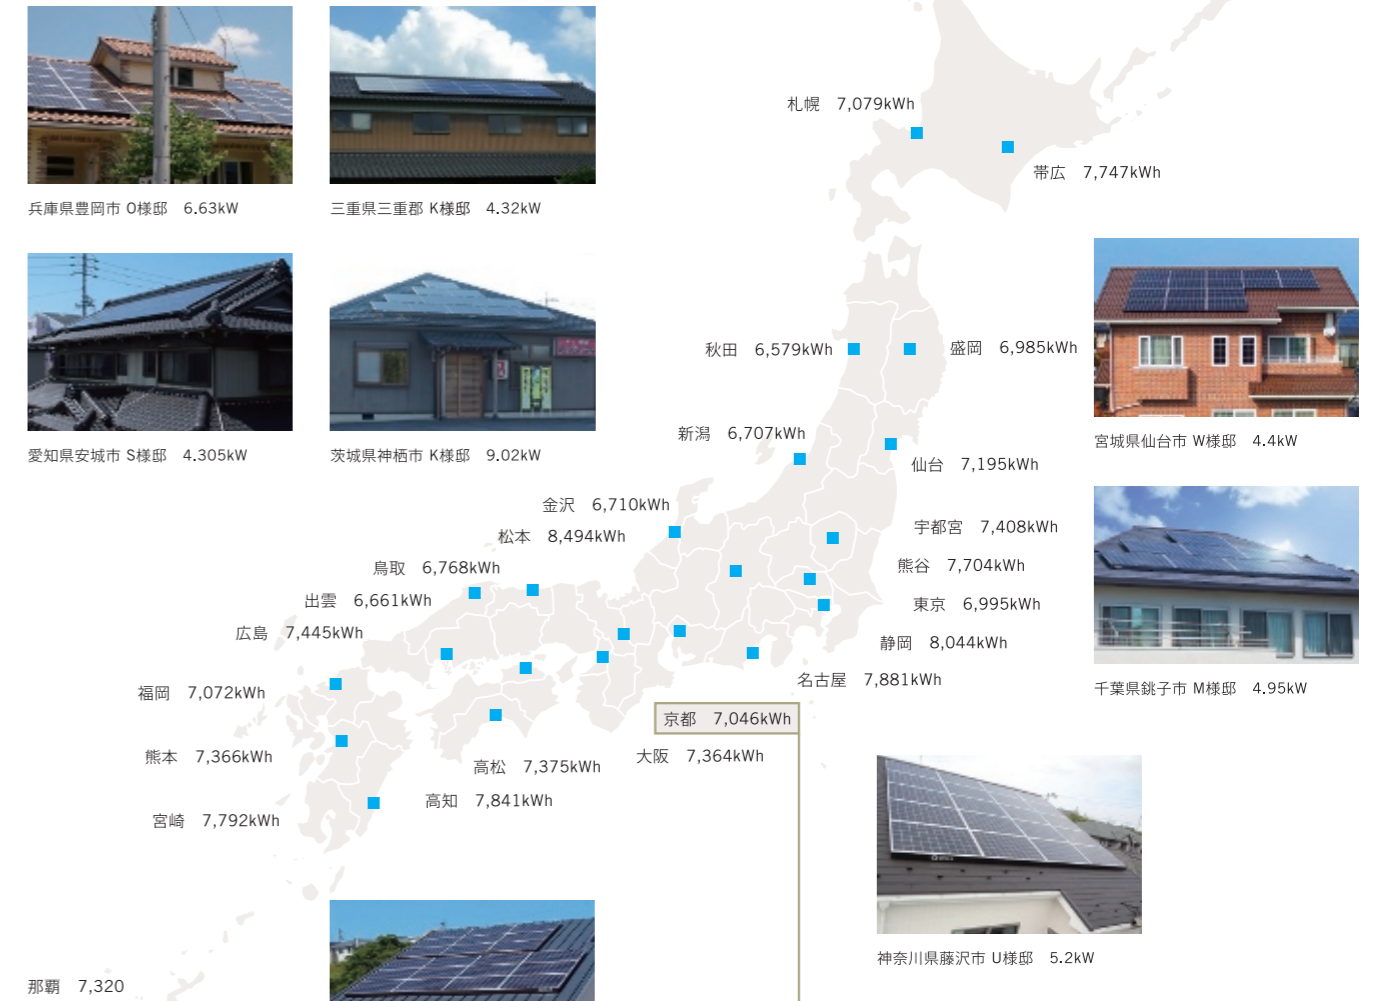 札幌 7,079kWh
帯広 7,747kWh
兵庫県豊岡市 O様邸 6.63kW
三重県三重郡 K様邸 4.32kW
秋田 6,579kWh
盛岡 6,985kWh
新潟 6,707kWh
仙台 7,195kWh
宮城県仙台市 W様邸 4.4kW
愛知県安城市 S様邸 4.305kW
茨城県神栖市 K様邸 9.02kW
金沢 6,710kWh
松本 8,494kWh
宇都宮 7,408kWh
鳥取 6,768kWh
熊谷 7,704kWh
出雲 6,661kWh
東京 6,995kWh
広島 7,445kWh
静岡 8,044kWh
名古屋 7,881kWh
千葉県銚子市 M様邸 4.95kW
福岡 7,072kWh
京都 7,046kWh
熊本 7,366kWh
大阪 7,364kWh
高松 7,375kWh
高知 7,841kWh
宮崎 7,792kWh
神奈川県藤沢市 U様邸 5.2kW
那覇 7,320